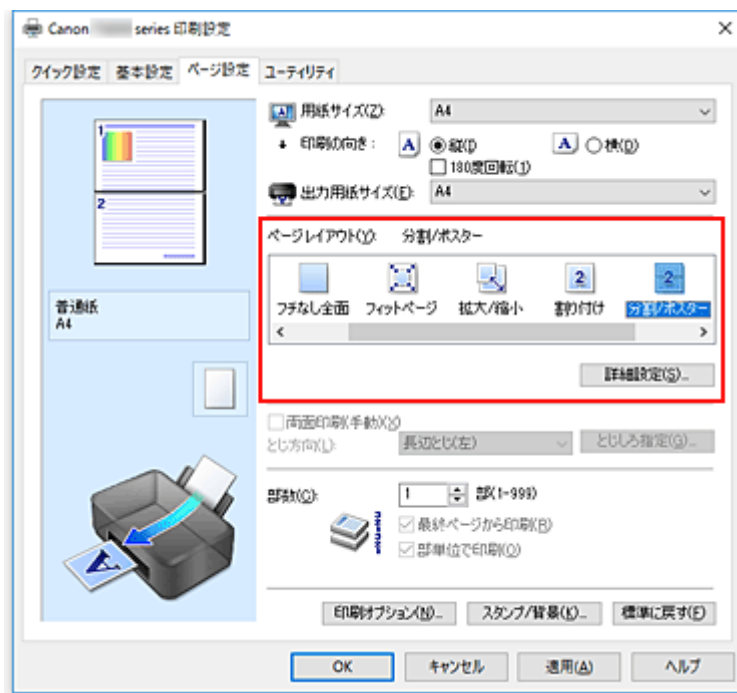 Canon series 印刷設定
クイック設定 基本設定 ページ設定 ユーティリティ
用紙サイズ(Z): A4
印刷の向き: A 縦(I) A 横(D)
180度回転(1)
出力用紙サイズ(E): A4
ページレイアウト(Y): 分割/ポスター
フチなし全面 フィットページ 拡大/縮小 割り付け 分割/ポスター
詳細設定(S)...
1
2
普通紙
A4
両面印刷(手動)(X)
とじ方向(L): 長辺とじ(左) とじしろ指定(G)...
部数(C): 1 部(1-999)
最終ページから印刷(R)
部単位で印刷(O)
印刷オプション(N)... スタンプ/背景(K)... 標準に戻す(F)
OK キャンセル 適用(A) ヘルプ